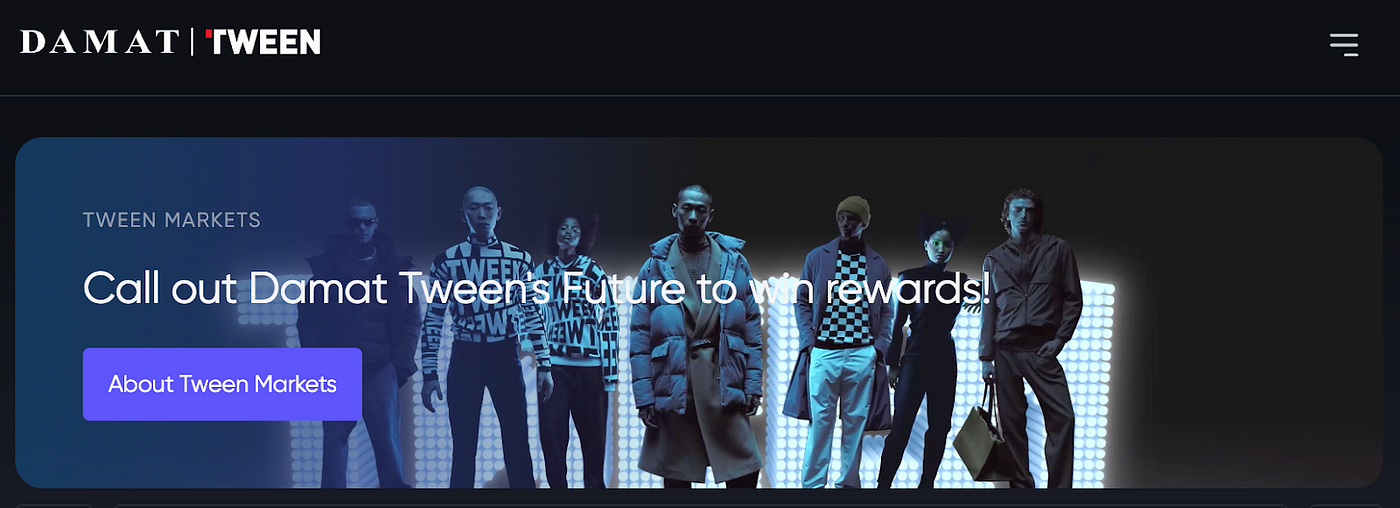 DAMAT | TWEEN
TWEEN MARKETS
Call out Damat Tween's Future to win rewards!
About Tween Markets